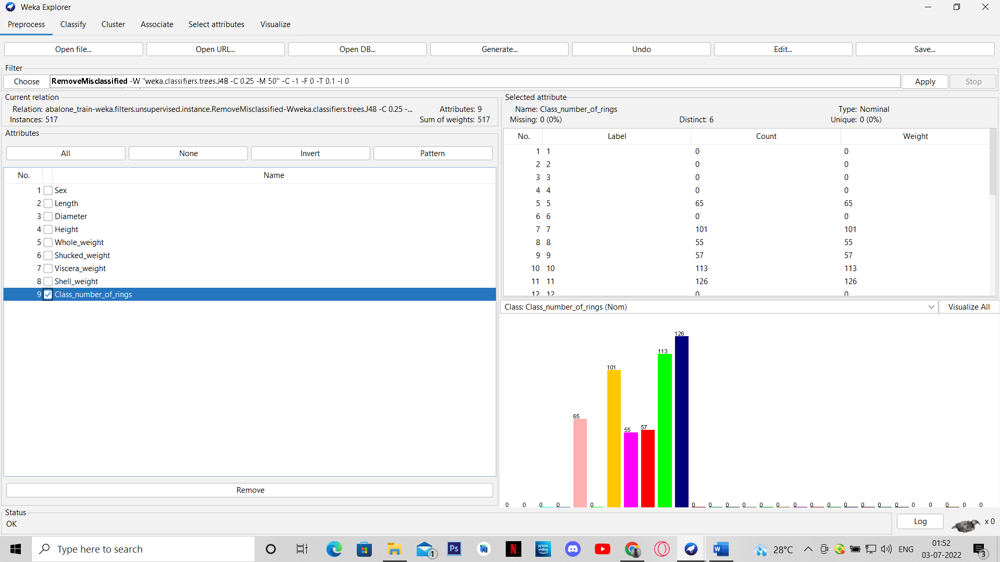 Weka Explorer
Preprocess Classify Cluster Associate Select attributes Visualize
Open file... Open URL... Open DB... Generate... Undo Edit... Save...
Filter
Choose RemoveMisclassified -W "weka.classifiers.trees.J48 -C 0.25 -M 50" -C -1 -F 0 -T 0.1 -I 0 Apply Stop
Current relation
Relation: abalone_train-weka.filters.unsupervised.instance.RemoveMisclassified-Wweka.classifiers.trees.J48 -C 0.25 -... Attributes: 9
Instances: 517 Sum of weights: 517
Attributes
All None Invert Pattern
No. Name
1 Sex
2 Length
3 Diameter
4 Height
5 Whole_weight
6 Shucked_weight
7 Viscera_weight
8 Shell_weight
9 Class_number_of_rings
Remove
Selected attribute
Name: Class_number_of_rings Type: Nominal
Missing: 0 (0%) Distinct: 6 Unique: 0 (0%)
No. Label Count Weight
1 1 0 0
2 2 0 0
3 3 0 0
4 4 0 0
5 5 65 65
6 6 0 0
7 7 101 101
8 8 55 55
9 9 57 57
10 10 113 113
11 11 126 126
12 12 0 0
Class: Class_number_of_rings (Nom) Visualize All
126
113
101
65
55 57
0 0 0 0 0 0 0 0 0 0 0 0 0 0 0 0 0 0 0 0 0 0 0
Status
OK Log x 0
Type here to search
1 Ps N prime video W 28°C ENG 01:52
03-07-2022 3